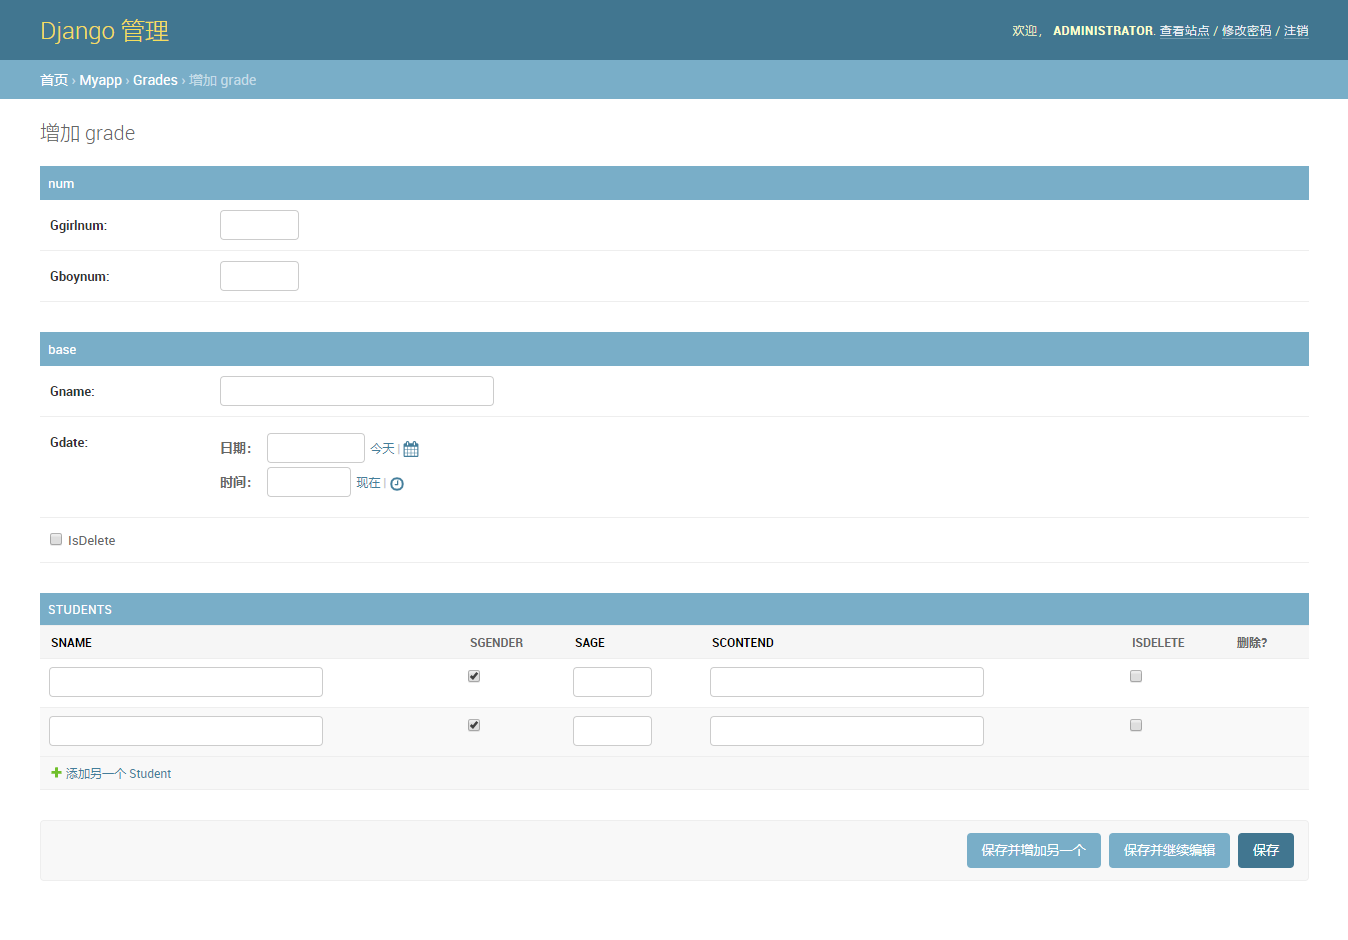 Django 管理
欢迎， ADMINISTRATOR. 查看站点 / 修改密码 / 注销
首页 › Myapp › Grades › 增加 grade
增加 grade
num
Ggirlnum:
Gboynum:
base
Gname:
Gdate:
日期：
今天 |
时间：
现在 |
IsDelete
STUDENTS
SNAME SGENDER SAGE SCONTEND ISDELETE 删除?
添加另一个 Student
保存并增加另一个 保存并继续编辑 保存